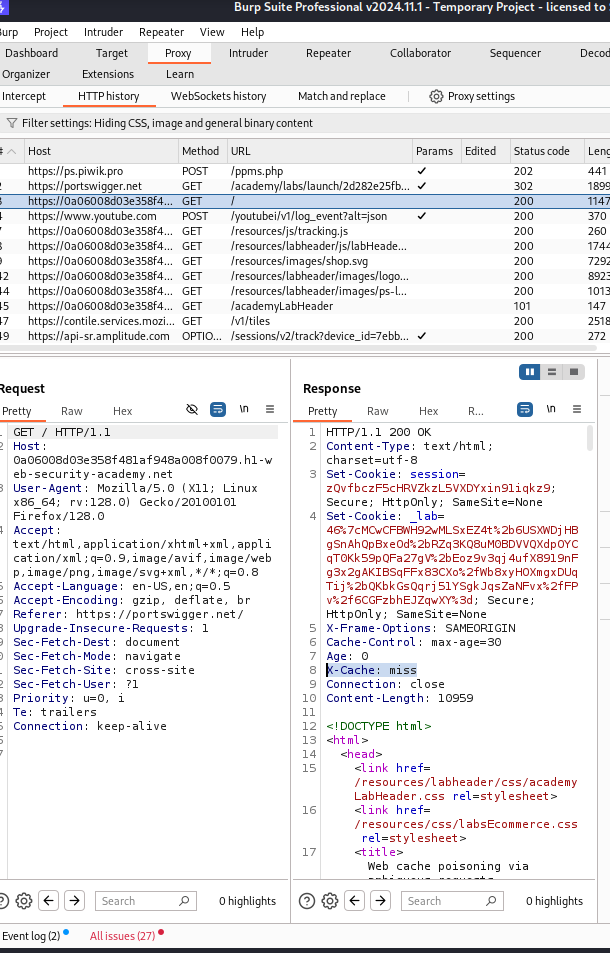 Burp Suite Professional v2024.11.1 - Temporary Project - licensed to
Burp Project Intruder Repeater View Help
Dashboard Target Proxy Intruder Repeater Collaborator Sequencer Decod
Organizer Extensions Learn
Intercept HTTP history WebSockets history Match and replace Proxy settings
Filter settings: Hiding CSS, image and general binary content
# Host Method URL Params Edited Status code Leng
https://ps.piwik.pro POST /ppms.php ✓ 202 441
2 https://portswigger.net GET /academy/labs/launch/2d282e25fb... ✓ 302 1899
3 https://0a06008d03e358f4... GET / 200 1147
4 https://www.youtube.com POST /youtubei/v1/log_event?alt=json ✓ 200 370
7 https://0a06008d03e358f4... GET /resources/js/tracking.js 200 260
8 https://0a06008d03e358f4... GET /resources/labheader/js/labHeade... 200 1744
9 https://0a06008d03e358f4... GET /resources/images/shop.svg 200 7292
42 https://0a06008d03e358f4... GET /resources/labheader/images/logo... 200 8923
44 https://0a06008d03e358f4... GET /resources/labheader/images/ps-l... 200 1013
45 https://0a06008d03e358f4... GET /academyLabHeader 101 147
47 https://contile.services.mozi... GET /v1/tiles 200 2518
49 https://api-sr.amplitude.com OPTIO... /sessions/v2/track?device_id=7ebb... ✓ 200 272
Request
Pretty Raw Hex \n
1 GET / HTTP/1.1
2 Host:
0a06008d03e358f481af948a008f0079.h1-w
eb-security-academy.net
3 User-Agent: Mozilla/5.0 (X11; Linux
x86_64; rv:128.0) Gecko/20100101
Firefox/128.0
4 Accept:
text/html,application/xhtml+xml,appli
cation/xml;q=0.9,image/avif,image/web
p,image/png,image/svg+xml,*/*;q=0.8
5 Accept-Language: en-US,en;q=0.5
6 Accept-Encoding: gzip, deflate, br
7 Referer: https://portswigger.net/
8 Upgrade-Insecure-Requests: 1
9 Sec-Fetch-Dest: document
0 Sec-Fetch-Mode: navigate
1 Sec-Fetch-Site: cross-site
2 Sec-Fetch-User: ?1
3 Priority: u=0, i
4 Te: trailers
5 Connection: keep-alive
6
7
Search 0 highlights
Response
Pretty Raw Hex R... \n
1 HTTP/1.1 200 OK
2 Content-Type: text/html;
charset=utf-8
3 Set-Cookie: session=
zQvfbczF5cHRVZkzL5VXDYxin91iqkz9;
Secure; HttpOnly; SameSite=None
4 Set-Cookie: _lab=
46%7cMCwCFBWH92wMLSxEZ4t%2b6USXWDjHB
gSnAhQpBxeOd%2bRZq3KQ8uM0BDVVQXdpOYC
qTOKk59pQFa27gV%2bEoz9v3qj4ufX8919nF
g3x2gAKIBSqFFx83CXo%2fWb8xyHOXmgxDUq
Tij%2bQKbkGsQqrj51YSgkJqsZaNFvx%2fFP
v%2f6CGFzbhEJZqwXY%3d; Secure;
HttpOnly; SameSite=None
5 X-Frame-Options: SAMEORIGIN
6 Cache-Control: max-age=30
7 Age: 0
8 X-Cache: miss
9 Connection: close
10 Content-Length: 10959
11
12 <!DOCTYPE html>
13 <html>
14 <head>
15 <link href=
/resources/labheader/css/academy
LabHeader.css rel=stylesheet>
16 <link href=
/resources/css/labsEcommerce.css
rel=stylesheet>
17 <title>
Web cache poisoning via
ambiguous requests
Search 0 highlights
Event log (2) All issues (27)